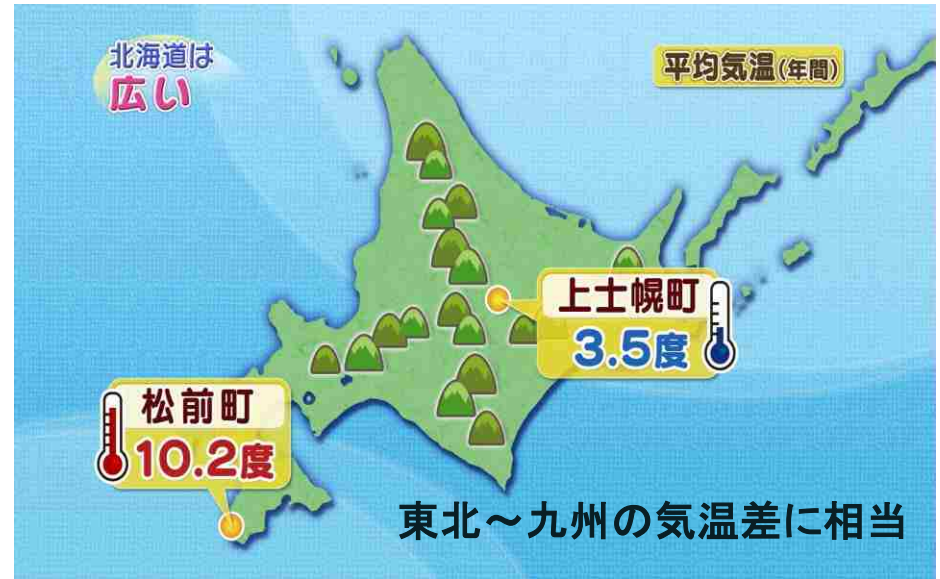 北海道は
広い
平均気温(年間)
上士幌町
3.5度
松前町
10.2度
東北～九州の気温差に相当